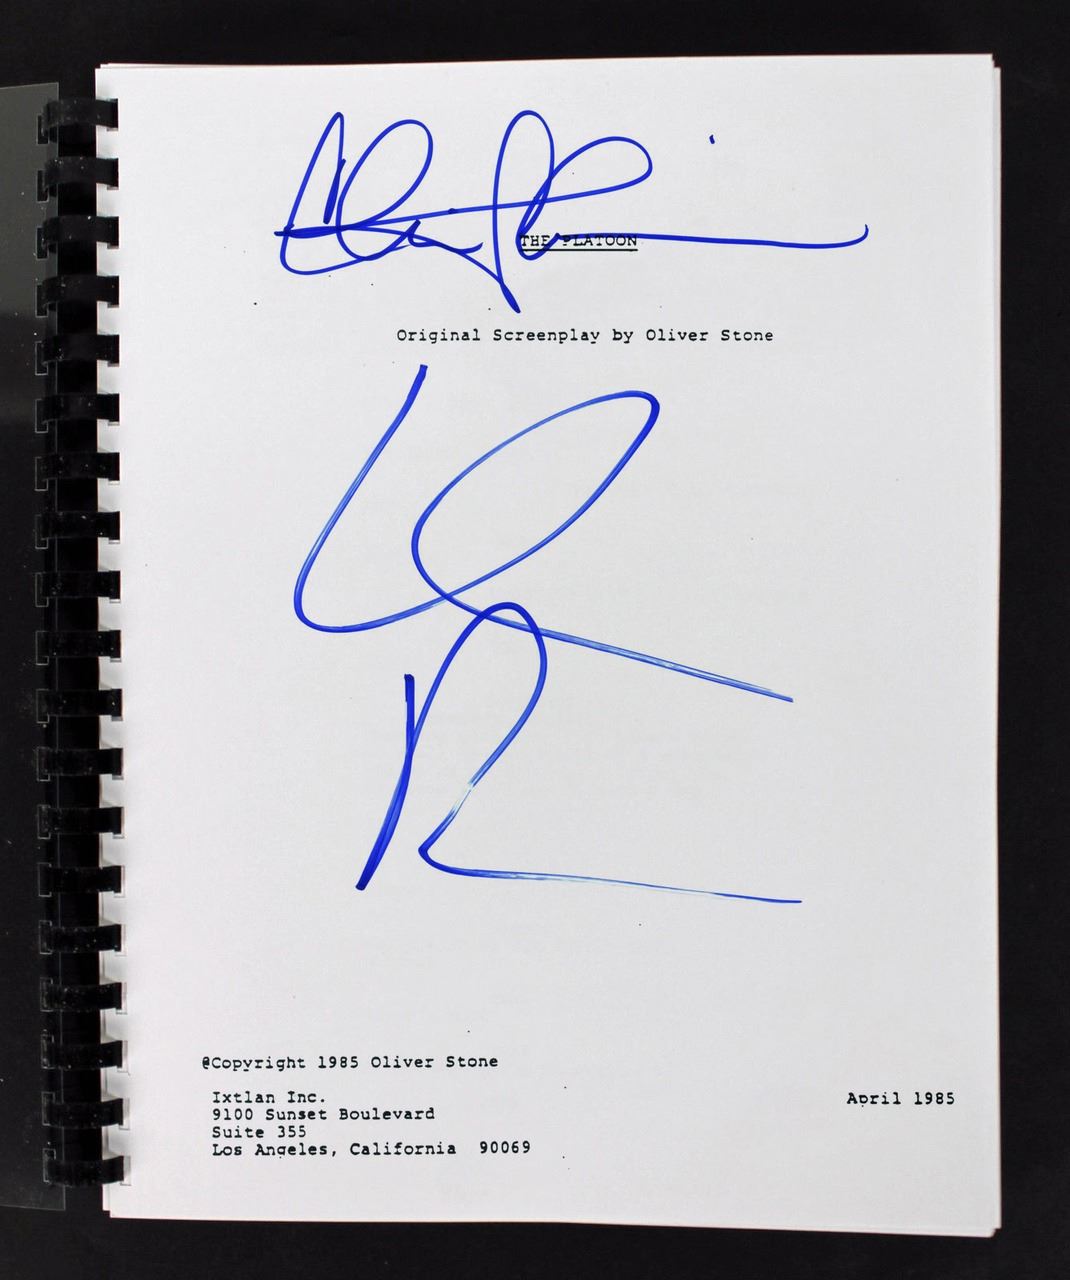 THE PLATOON
Original Screenplay by Oliver Stone
@Copyright 1985 Oliver Stone
Ixtlan Inc.
9100 Sunset Boulevard
Suite 355
Los Angeles, California 90069
April 1985